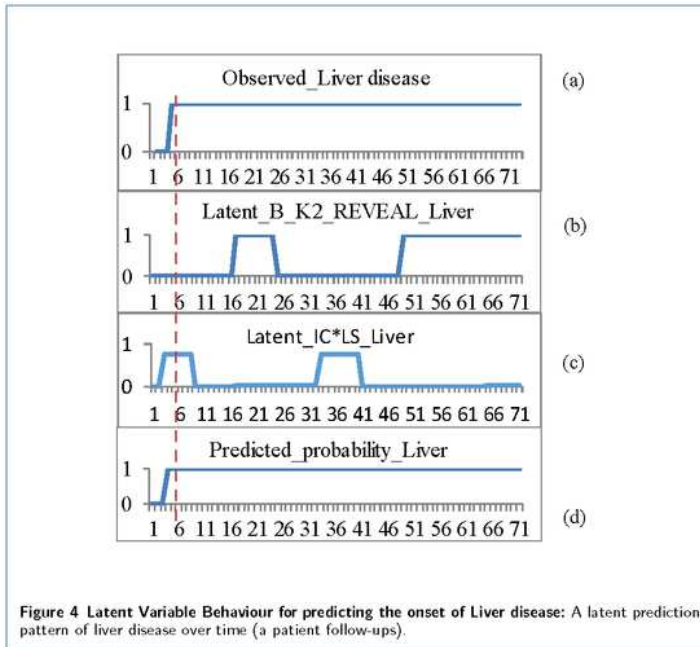 Observed_Liver disease
(a)
1
0
1 6 11 16 21 26 31 36 41 46 51 56 61 66 71
Latent_B_K2_REVEAL_Liver
(b)
1
0
1 6 11 16 21 26 31 36 41 46 51 56 61 66 71
Latent_IC*LS_Liver
(c)
1
0
1 6 11 16 21 26 31 36 41 46 51 56 61 66 71
Predicted_probability_Liver
1
0
(d)
1 6 11 16 21 26 31 36 41 46 51 56 61 66 71
Figure 4 Latent Variable Behaviour for predicting the onset of Liver disease: A latent prediction
pattern of liver disease over time (a patient follow-ups).